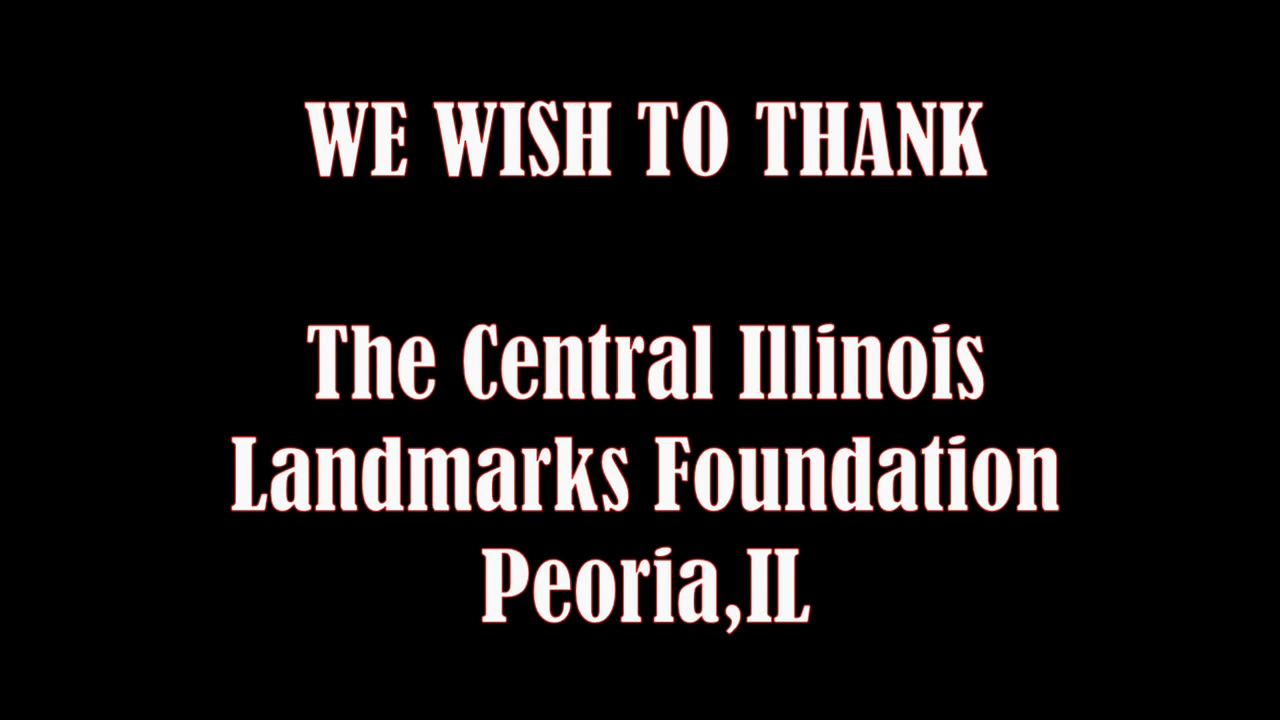 WE WISH TO THANK
The Central Illinois
Landmarks Foundation
Peoria,IL